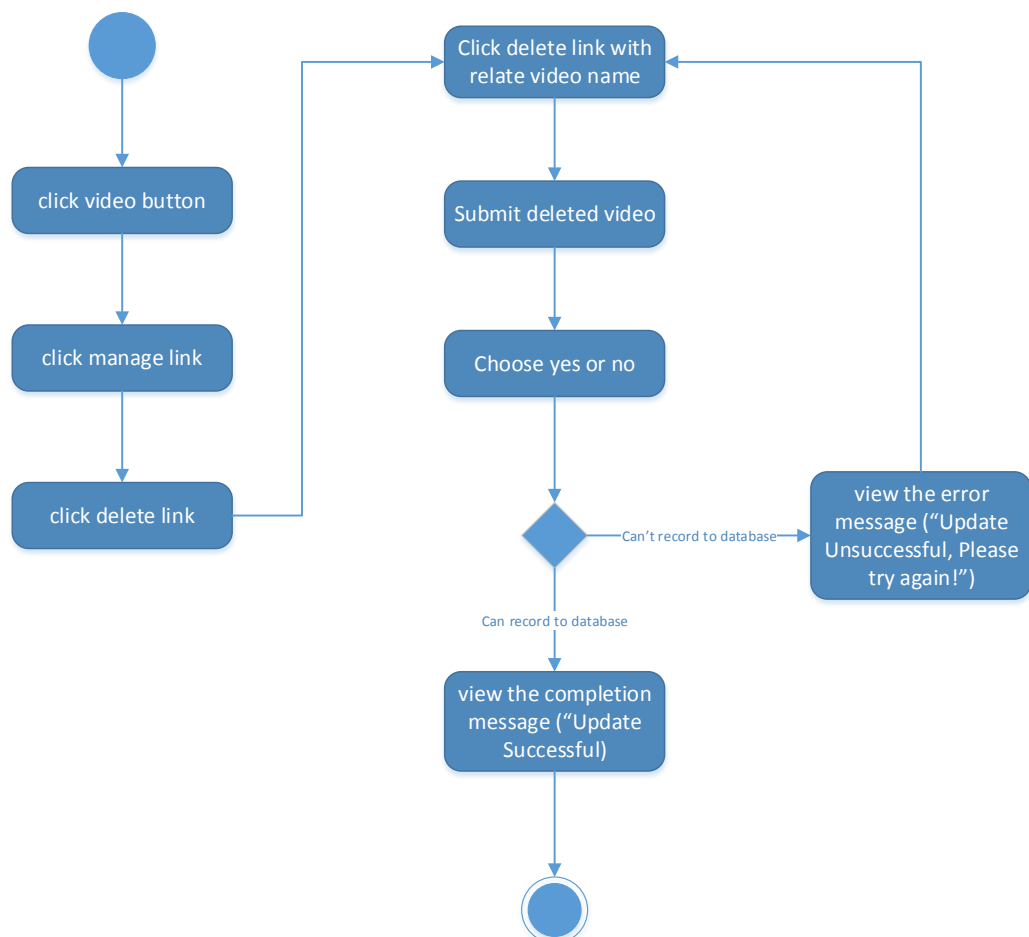 click video button
click manage link
click delete link
Click delete link with
relate video name
Submit deleted video
Choose yes or no
Can't record to database
view the error
message (“Update
Unsuccessful, Please
try again!”)
Can record to database
view the completion
message (“Update
Successful)